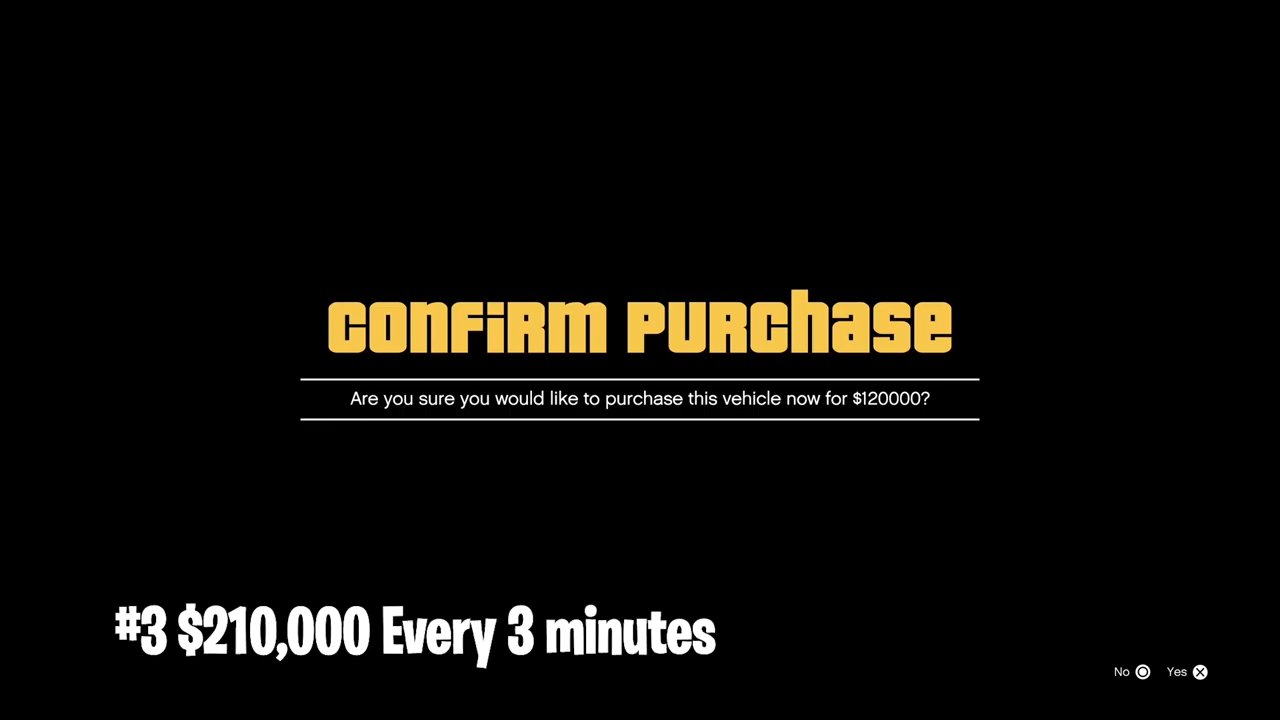 CONFIRM PURCHASE
Are you sure you would like to purchase this vehicle now for $120000?
#3 $210,000 Every 3 minutes
No Yes